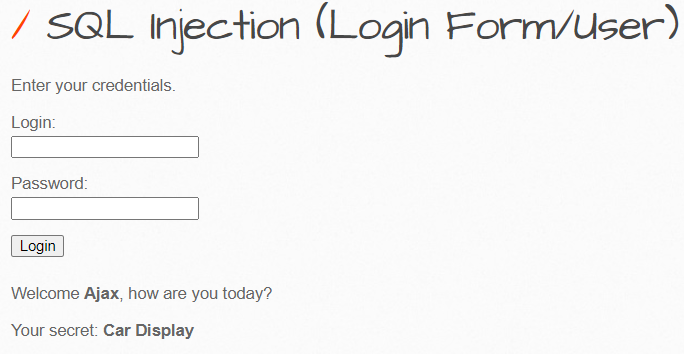 / SQL Injection (Login Form/User)
Enter your credentials.
Login:
Password:
Login
Welcome Ajax, how are you today?
Your secret: Car Display